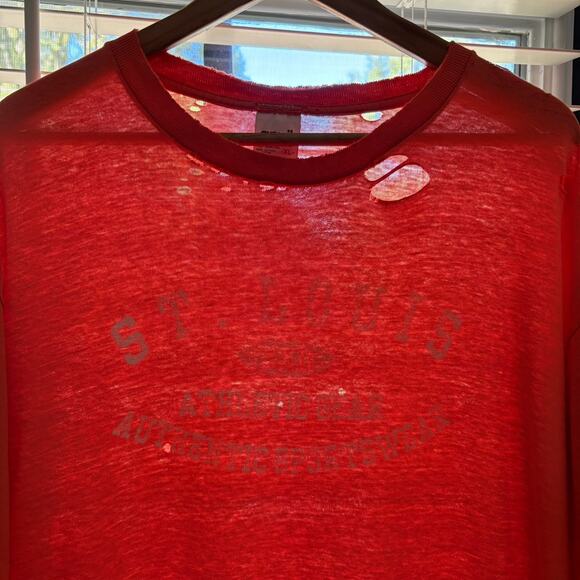 ST. LOUIS
ATHLETIC GEAR
AUTHENTIC SPORTSWEAR